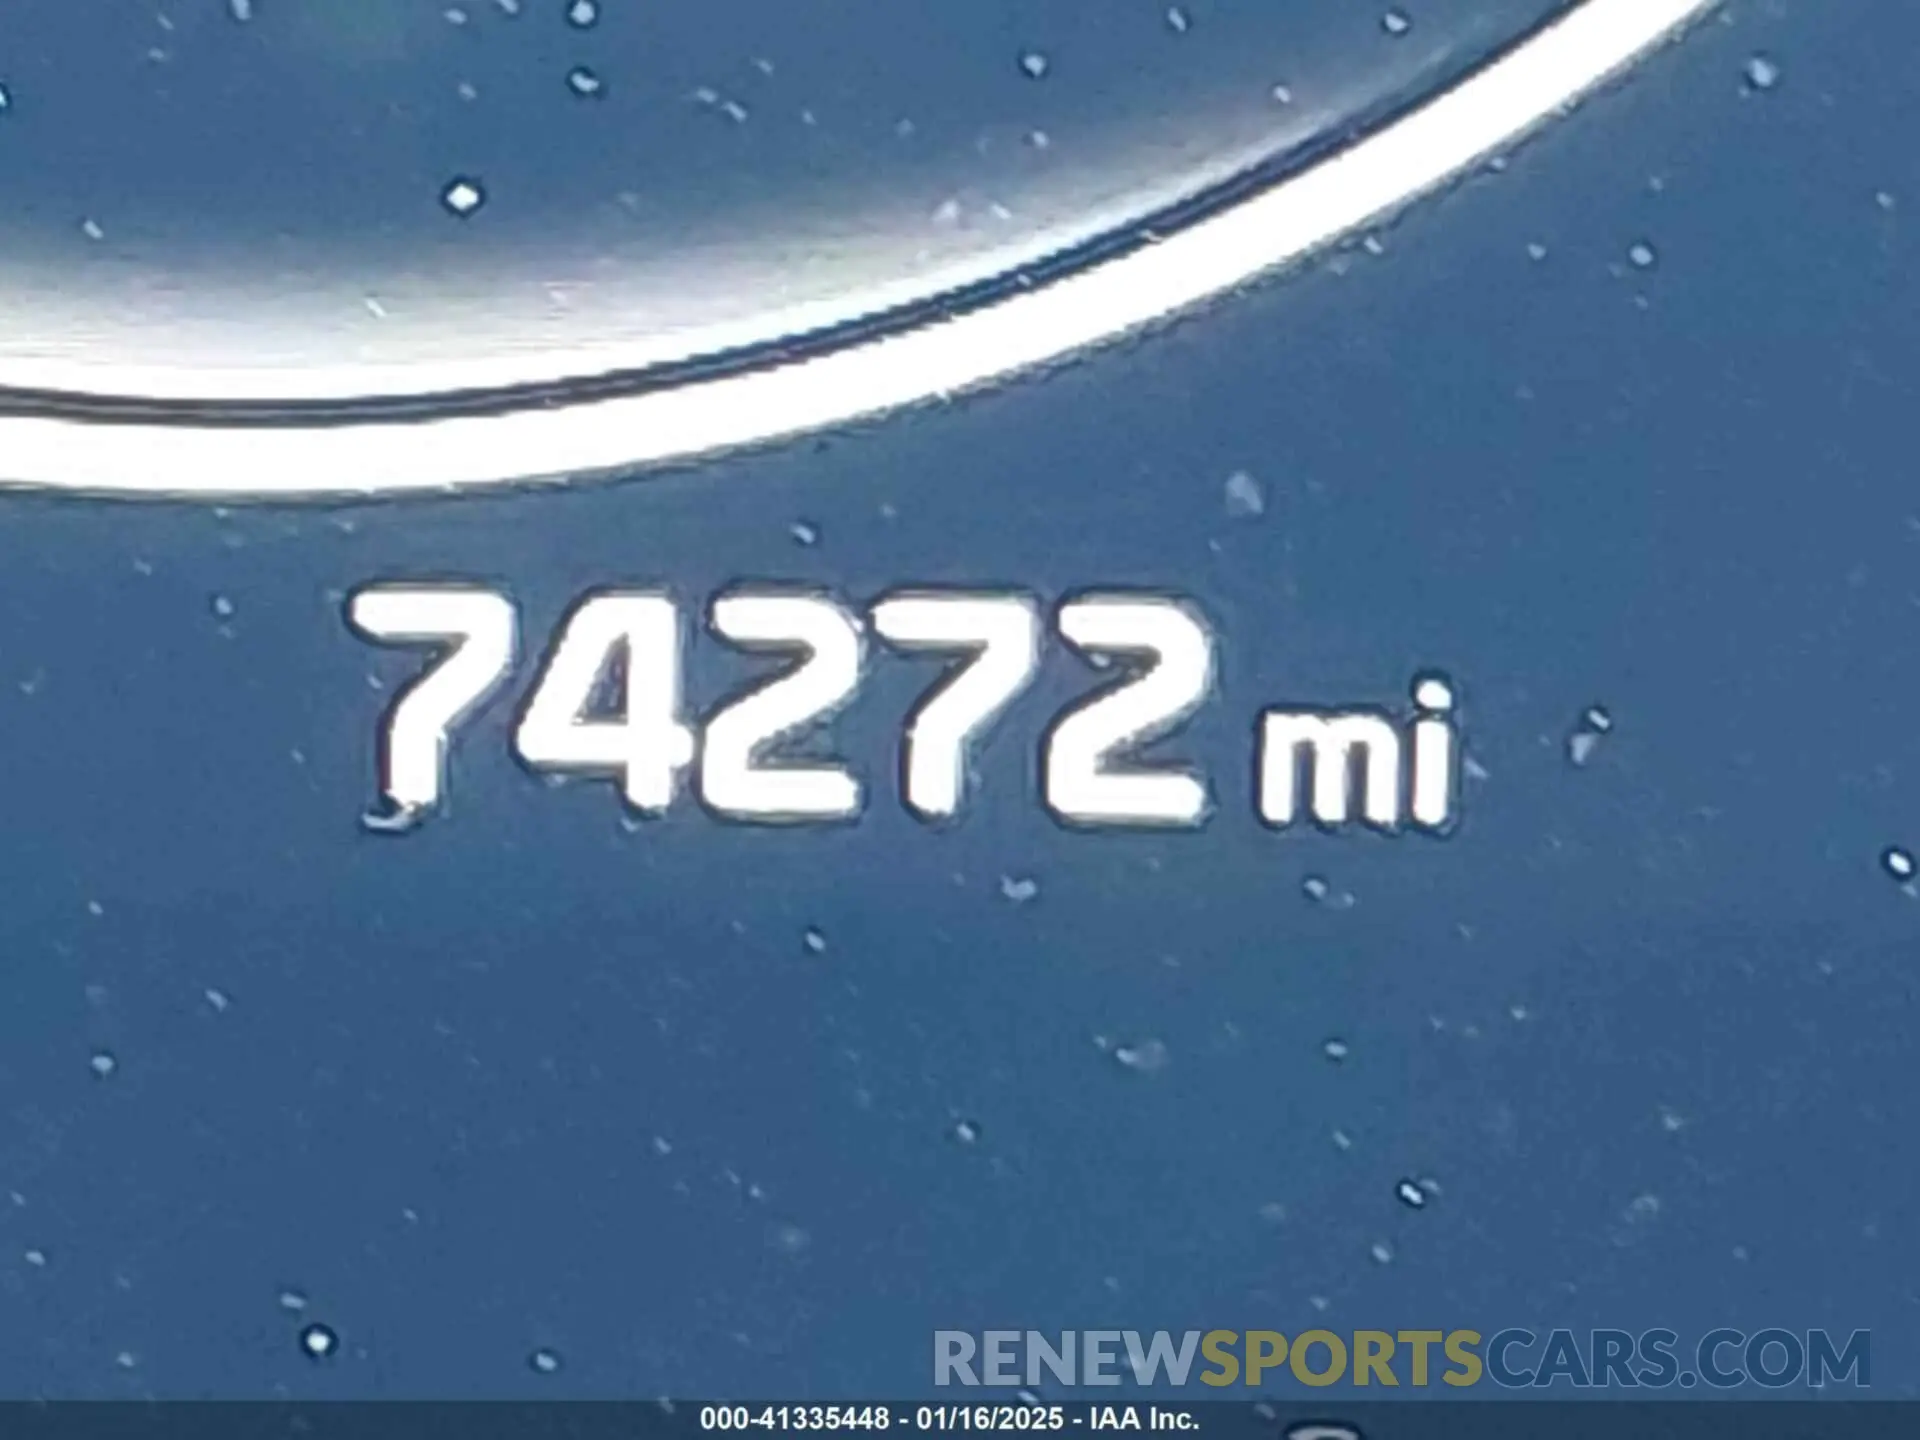 74272 mi
RENEWSPORTSCARS.COM
000-41335448 - 01/16/2025 - IAA Inc.